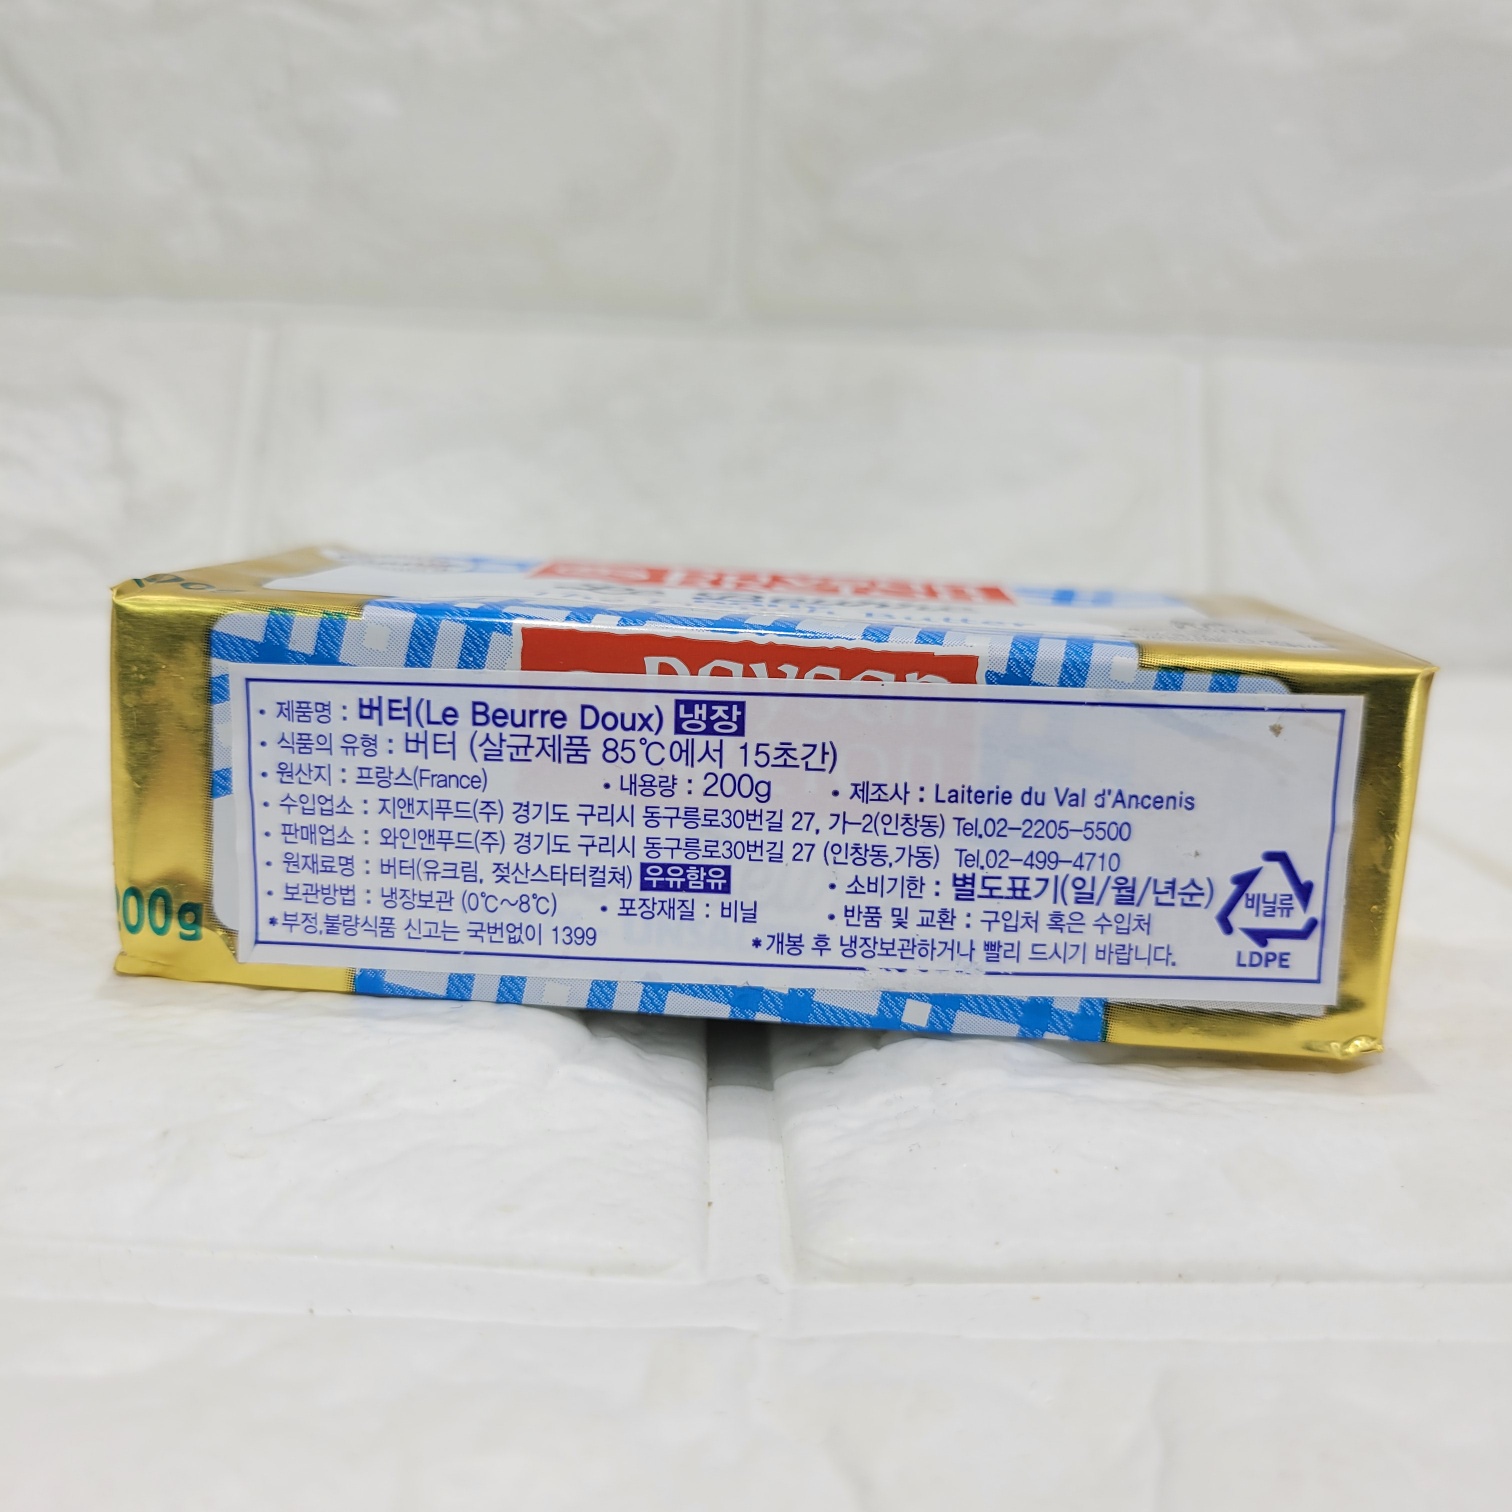 Paysan
• 제품명 : 버터(Le Beurre Doux) 냉장
• 식품의 유형 : 버터 (살균제품 85℃에서 15초간)
• 원산지 : 프랑스(France) • 내용량 : 200g • 제조사 : Laiterie du Val d'Ancenis
• 수입업소 : 지앤지푸드(주) 경기도 구리시 동구릉로30번길 27, 가-2(인창동) Tel.02-2205-5500
• 판매업소 : 와인앤푸드(주) 경기도 구리시 동구릉로30번길 27 (인창동,가동) Tel.02-499-4710
• 원재료명 : 버터(유크림, 젖산스타터컬쳐) 우유함유 • 소비기한 : 별도표기(일/월/년순)
• 보관방법 : 냉장보관 (0℃~8℃) • 포장재질 : 비닐 • 반품 및 교환 : 구입처 혹은 수입처
*부정,불량식품 신고는 국번없이 1399 *개봉 후 냉장보관하거나 빨리 드시기 바랍니다.
비닐류
LDPE
200g